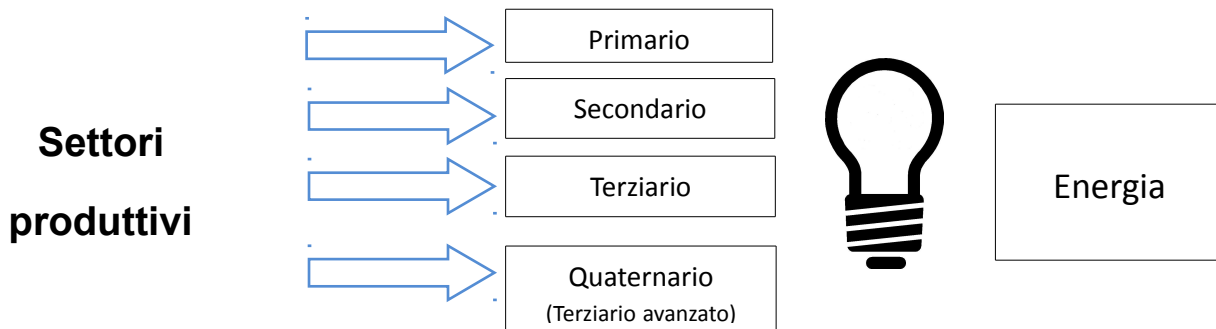 Settori
produttivi
Primario
Secondario
Terziario
Quaternario
(Terziario avanzato)
Energia